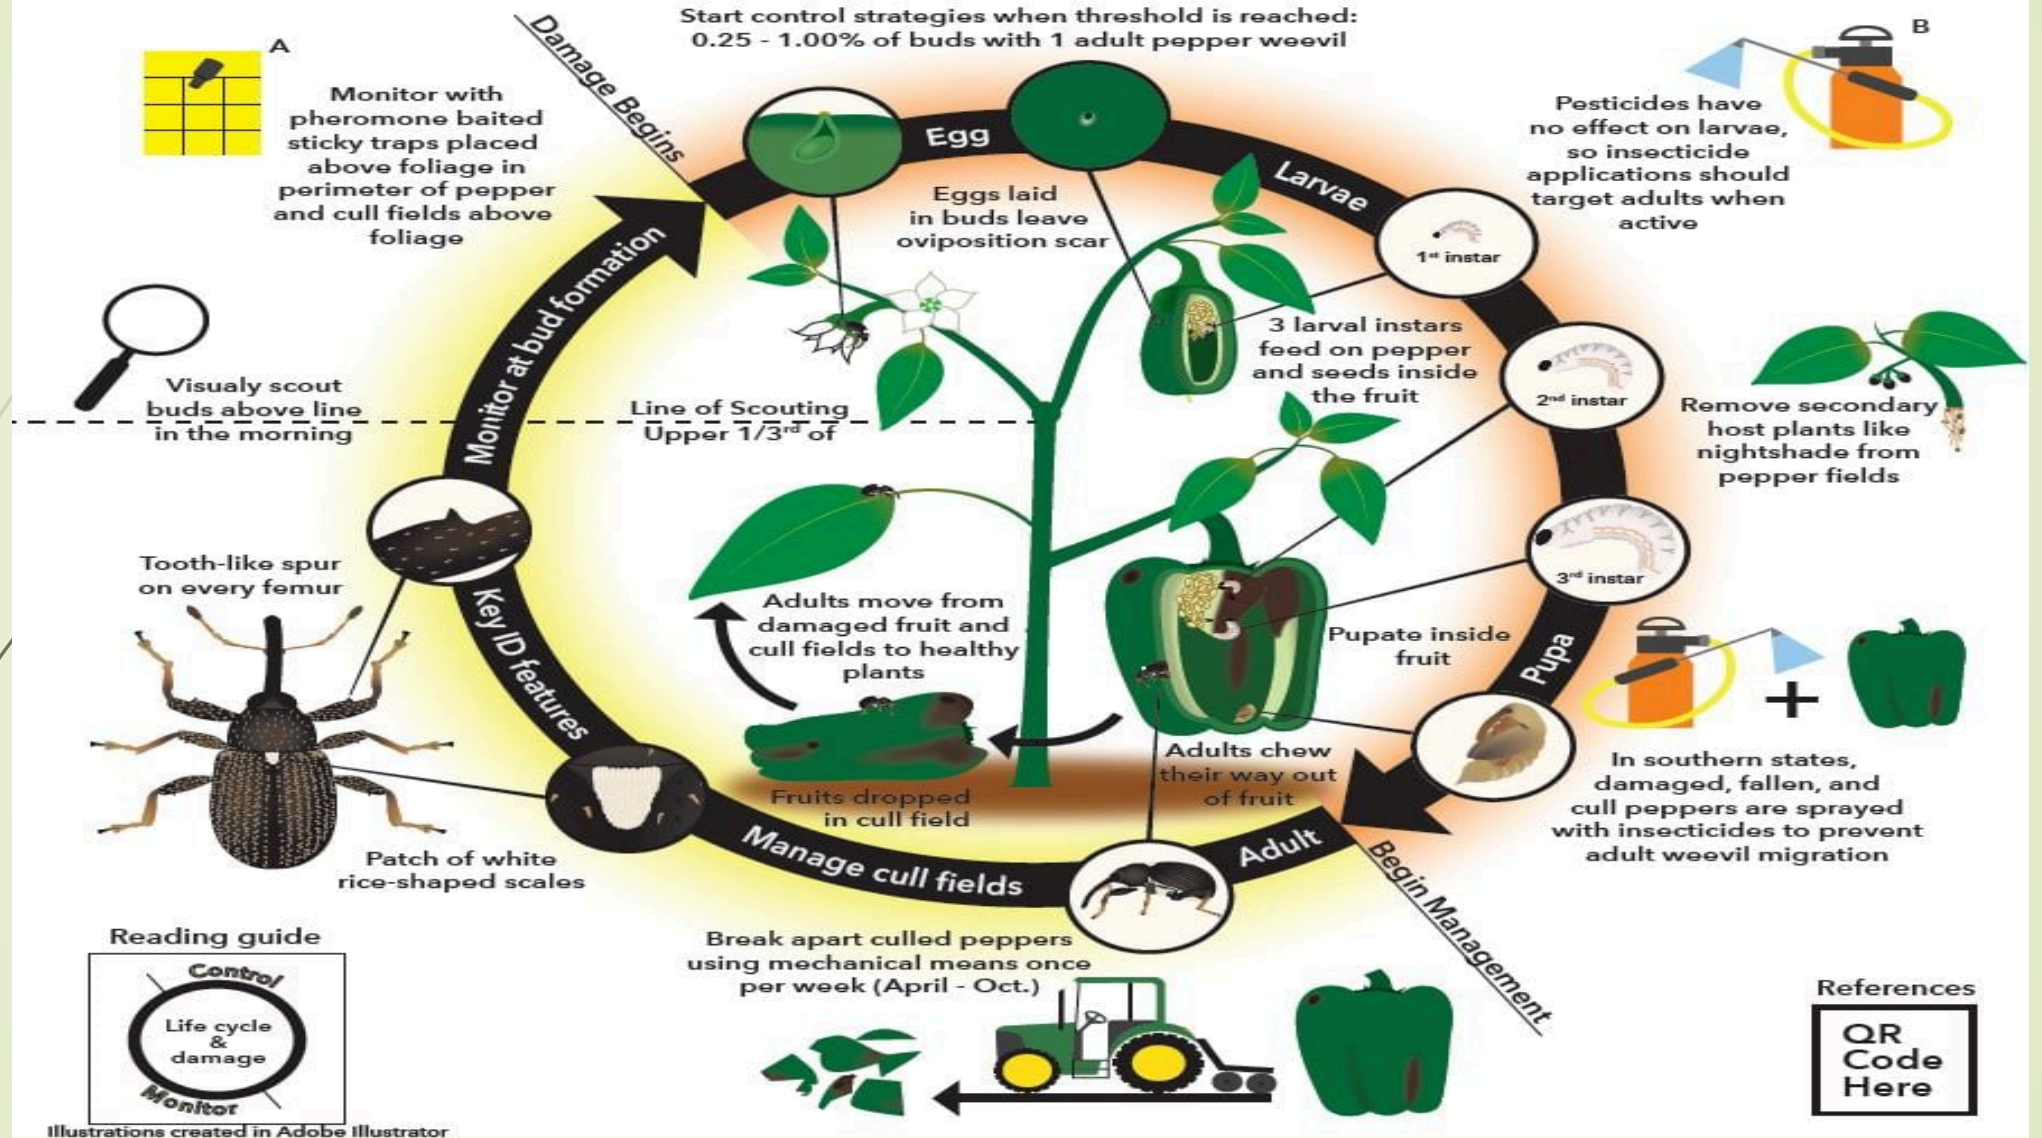 Start control strategies when threshold is reached:
0.25 - 1.00% of buds with 1 adult pepper weevil
A
Monitor with
pheromone baited
sticky traps placed
above foliage in
perimeter of pepper
and cull fields above
foliage
Damage Begins
Egg
Eggs laid
in buds leave
oviposition scar
Larvae
B
Pesticides have
no effect on larvae,
so insecticide
applications should
target adults when
active
1st instar
3 larval instars
feed on pepper
and seeds inside
the fruit
2nd instar
Remove secondary
host plants like
nightshade from
pepper fields
Monitor at bud formation
Visualy scout
buds above line
in the morning
Line of Scouting
Upper 1/3rd of
3rd instar
Tooth-like spur
on every femur
Key ID features
Adults move from
damaged fruit and
cull fields to healthy
plants
Pupate inside
fruit
Pupa
In southern states,
damaged, fallen, and
cull peppers are sprayed
with insecticides to prevent
adult weevil migration
Adults chew
their way out
of fruit
Fruits dropped
in cull field
Patch of white
rice-shaped scales
Manage cull fields
Adult
Begin Management
Break apart culled peppers
using mechanical means once
per week (April - Oct.)
Reading guide
Control
Life cycle
&
damage
Monitor
Illustrations created in Adobe Illustrator
References
QR
Code
Here